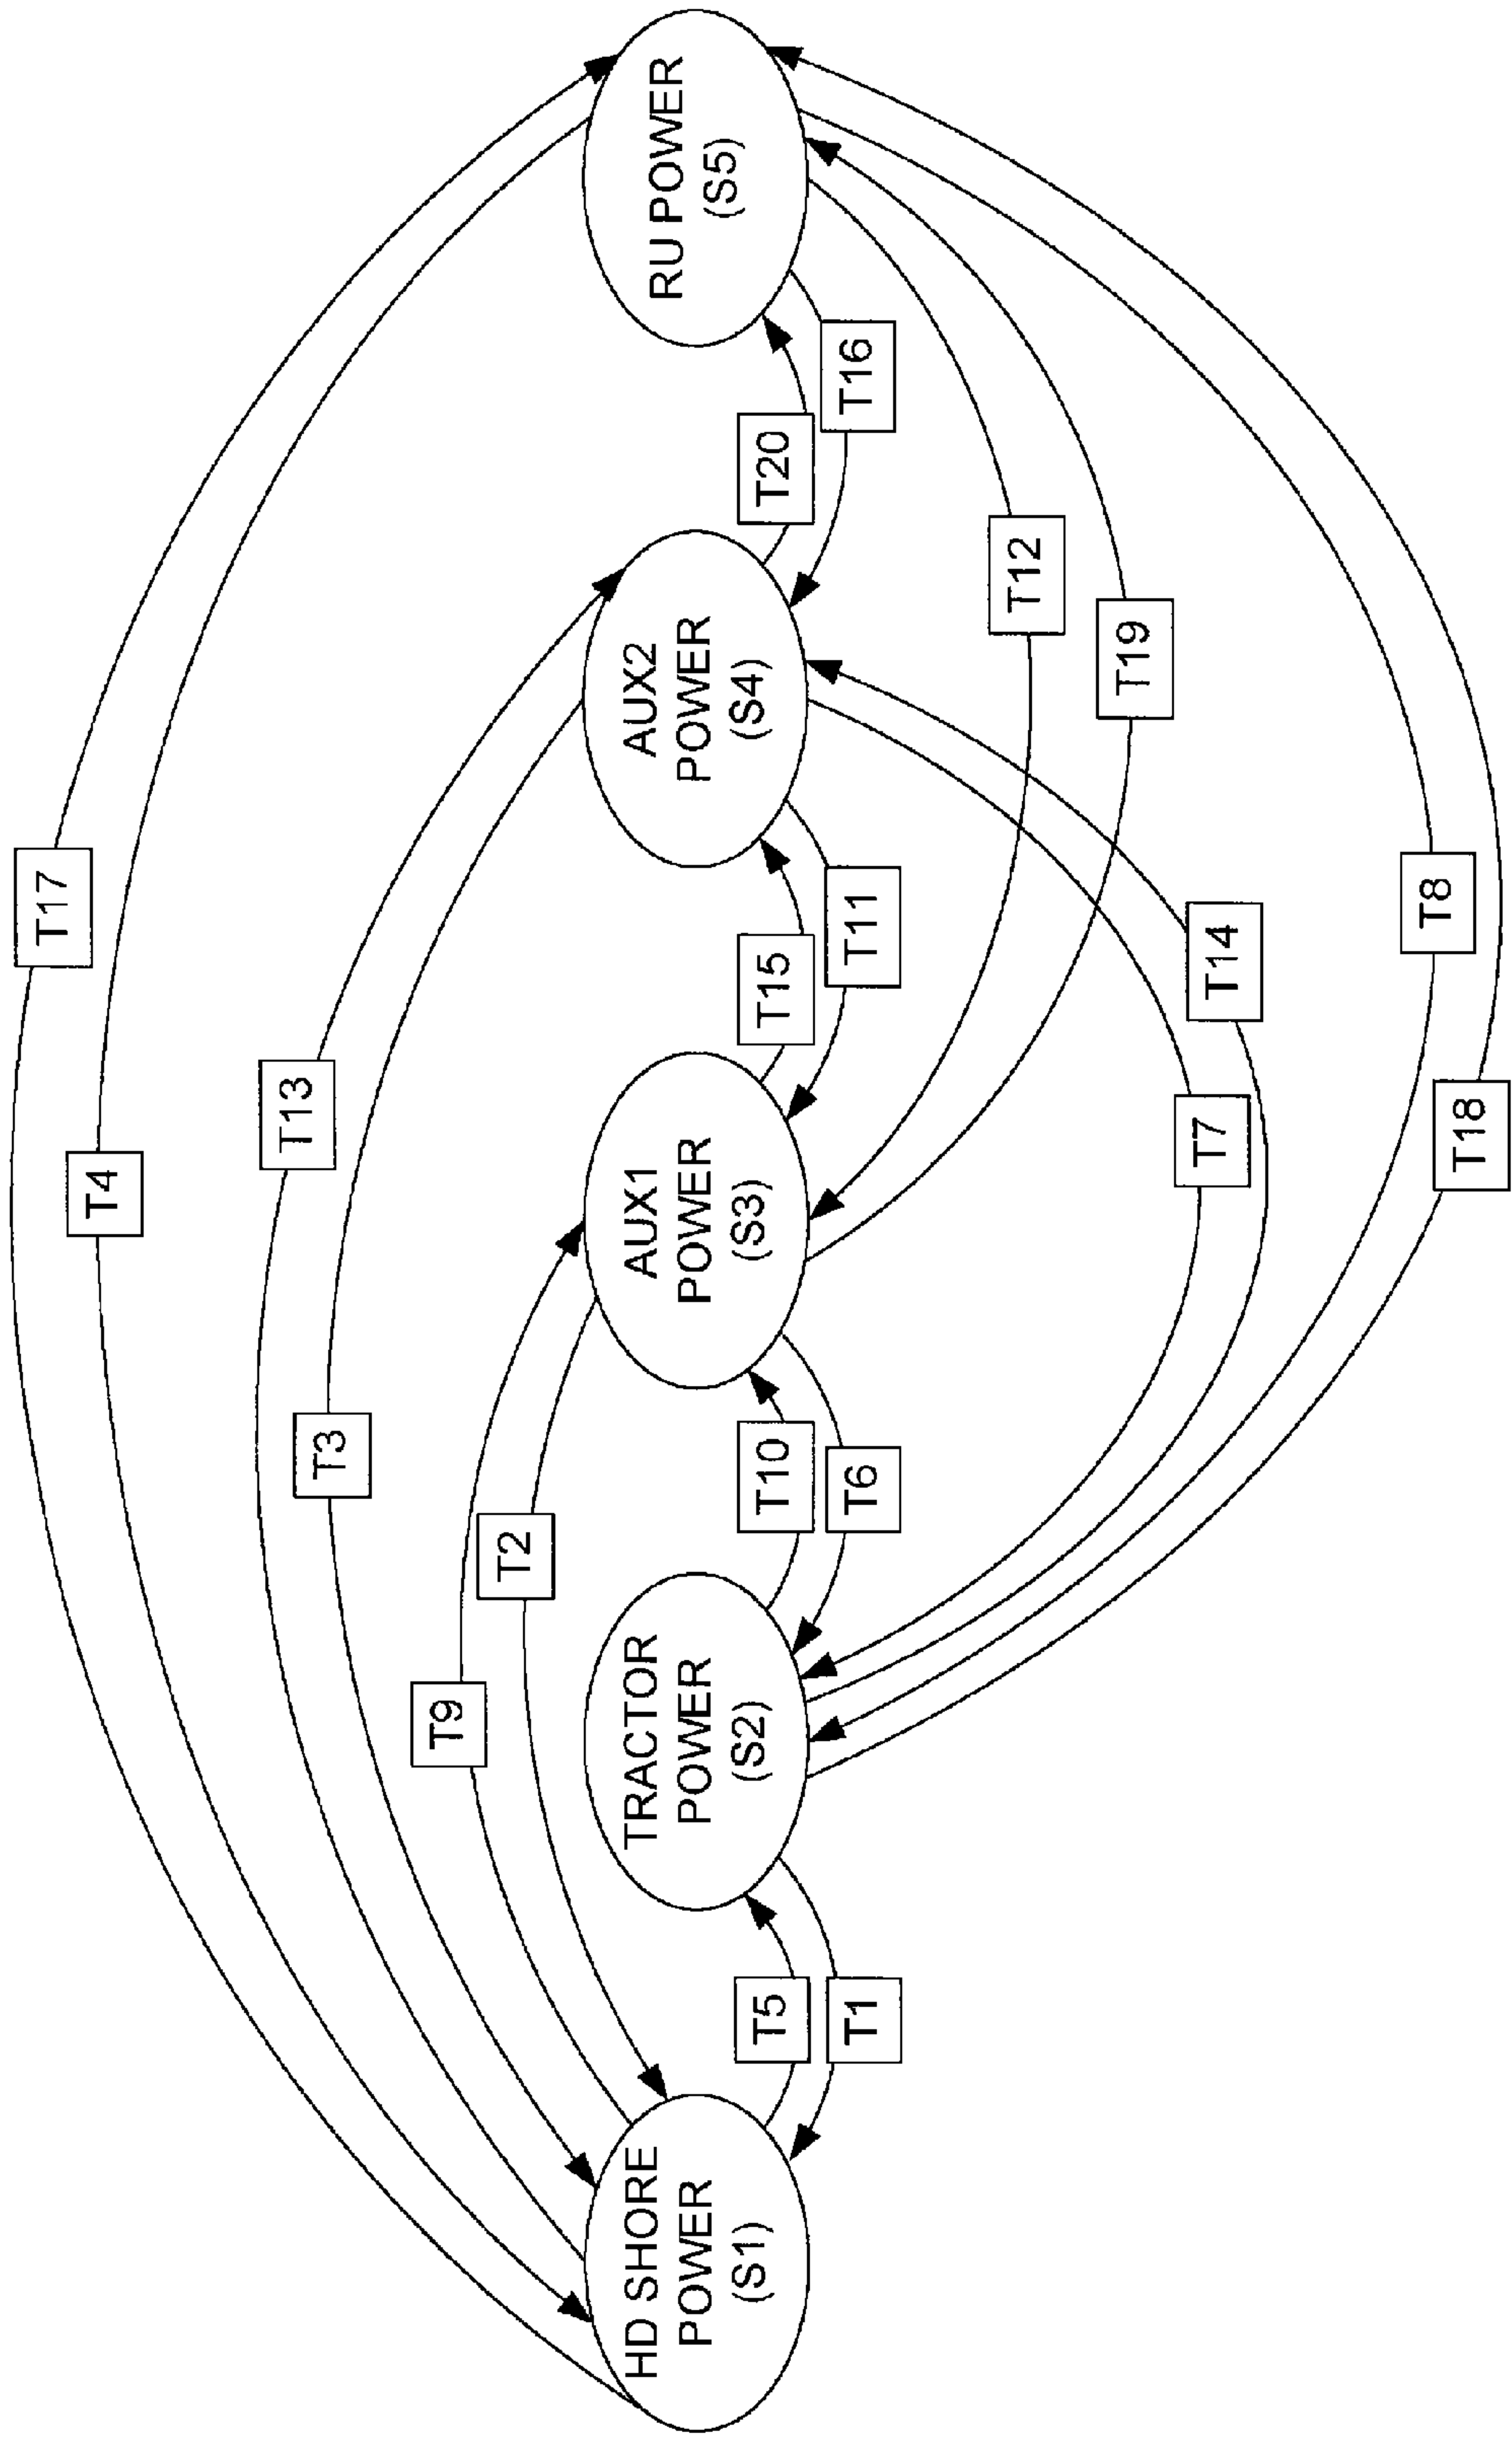 T17
T4
T13
T3
T9
T2
HD SHORE
POWER
(S1)
TRACTOR
POWER
(S2)
AUX1
POWER
(S3)
AUX2
POWER
(S4)
RU POWER
(S5)
T5
T1
T10
T6
T15
T11
T20
T16
T12
T19
T7
T14
T8
T18